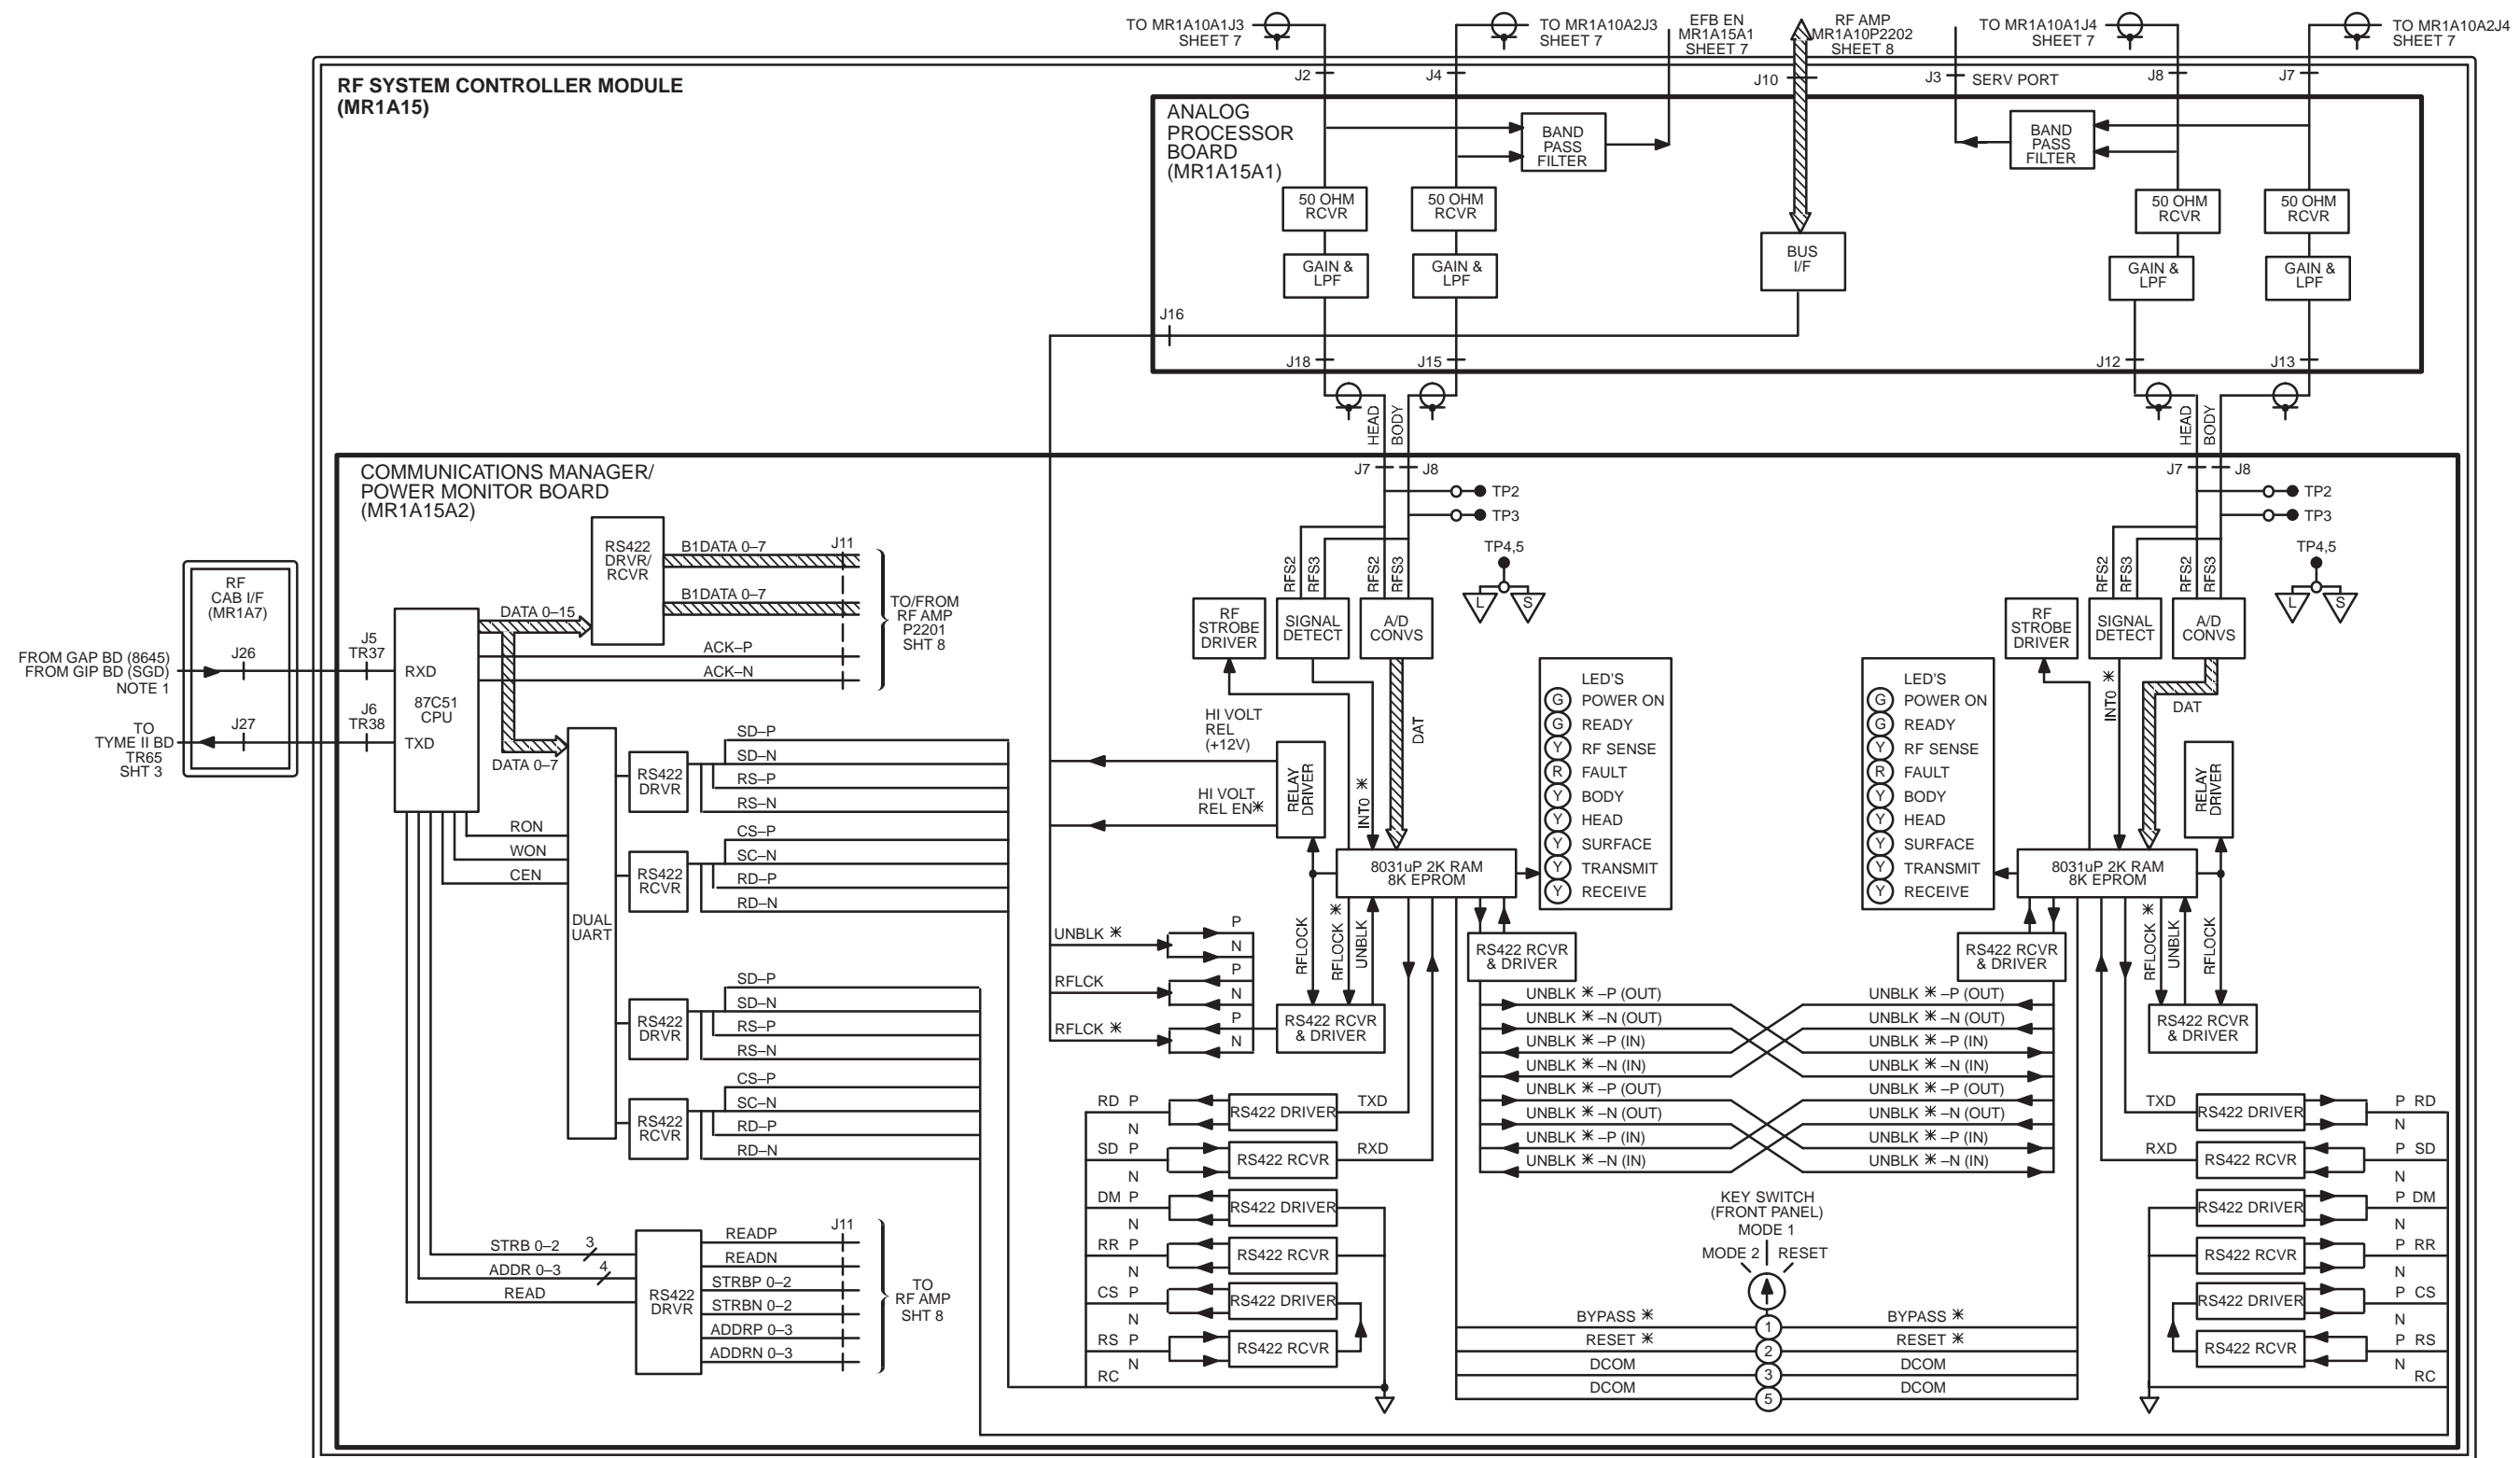 TO MR1A10A1J3
SHEET 7
TO MR1A10A2J3
SHEET 7
EFB EN
MR1A15A1
SHEET 7
RF AMP
MR1A10P2202
SHEET 8
TO MR1A10A1J4
SHEET 7
TO MR1A10A2J4
SHEET 7
RF SYSTEM CONTROLLER MODULE
(MR1A15)
J2
J4
J10
J3
SERV PORT
J8
J7
ANALOG
PROCESSOR
BOARD
(MR1A15A1)
BAND
PASS
FILTER
BAND
PASS
FILTER
50 OHM
RCVR
50 OHM
RCVR
50 OHM
RCVR
50 OHM
RCVR
BUS
I/F
GAIN &
LPF
GAIN &
LPF
GAIN &
LPF
GAIN &
LPF
J16
J18
J15
J12
J13
HEAD
BODY
HEAD
BODY
COMMUNICATIONS MANAGER/
POWER MONITOR BOARD
(MR1A15A2)
J7
J8
J7
J8
TP2
TP3
TP2
TP3
TP4,5
L
S
TP4,5
L
S
RFS2
RFS3
RFS2
RFS3
RFS2
RFS3
RFS2
RFS3
RS422
DRVR/
RCVR
B1DATA 0–7
B1DATA 0–7
J11
TO/FROM
RF AMP
P2201
SHT 8
DATA 0–15
ACK–P
ACK–N
RF
CAB I/F
(MR1A7)
J26
J27
FROM GAP BD (8645)
FROM GIP BD (SGD)
NOTE 1
TO
TYME II BD
TR65
SHT 3
J5
TR37
J6
TR38
RXD
87C51
CPU
TXD
DATA 0–7
RF
STROBE
DRIVER
SIGNAL
DETECT
A/D
CONVS
RF
STROBE
DRIVER
SIGNAL
DETECT
A/D
CONVS
LED'S
G POWER ON
G READY
Y RF SENSE
R FAULT
Y BODY
Y HEAD
Y SURFACE
Y TRANSMIT
Y RECEIVE
LED'S
G POWER ON
G READY
Y RF SENSE
R FAULT
Y BODY
Y HEAD
Y SURFACE
Y TRANSMIT
Y RECEIVE
HI VOLT
REL
(+12V)
HI VOLT
REL EN*
RELAY
DRIVER
INT0 *
DAT
INT0 *
DAT
RELAY
DRIVER
8031uP 2K RAM
8K EPROM
8031uP 2K RAM
8K EPROM
RON
WON
CEN
DUAL
UART
RS422
DRVR
SD–P
SD–N
RS–P
RS–N
RS422
RCVR
CS–P
SC–N
RD–P
RD–N
RS422
DRVR
SD–P
SD–N
RS–P
RS–N
RS422
RCVR
CS–P
SC–N
RD–P
RD–N
UNBLK *
P
N
RFLCK
P
N
RFLCK *
P
N
RFLOCK
RFLOCK *
UNBLK
RS422 RCVR
& DRIVER
RS422 RCVR
& DRIVER
RS422 RCVR
& DRIVER
RFLOCK *
UNBLK
RFLOCK
RS422 RCVR
& DRIVER
UNBLK * –P (OUT)
UNBLK * –P (OUT)
UNBLK * –N (OUT)
UNBLK * –N (OUT)
UNBLK * –P (IN)
UNBLK * –P (IN)
UNBLK * –N (IN)
UNBLK * –N (IN)
UNBLK * –P (OUT)
UNBLK * –P (OUT)
UNBLK * –N (OUT)
UNBLK * –N (OUT)
UNBLK * –P (IN)
UNBLK * –P (IN)
UNBLK * –N (IN)
UNBLK * –N (IN)
RD P
N
RS422 DRIVER
TXD
SD P
N
RS422 RCVR
RXD
DM P
N
RS422 DRIVER
RR P
N
RS422 RCVR
CS P
N
RS422 DRIVER
RS P
N
RS422 RCVR
RC
TXD
RS422 DRIVER
P RD
N
RXD
RS422 RCVR
P SD
N
RS422 DRIVER
P DM
N
RS422 RCVR
P RR
N
RS422 DRIVER
P CS
N
RS422 RCVR
P RS
N
RC
KEY SWITCH
(FRONT PANEL)
MODE 1
MODE 2
RESET
BYPASS *
1
BYPASS *
RESET *
2
RESET *
DCOM
3
DCOM
DCOM
5
DCOM
STRB 0–2
3
ADDR 0–3
4
READ
RS422
DRVR
READP
READN
STRBP 0–2
STRBN 0–2
ADDRP 0–3
ADDRN 0–3
J11
TO
RF AMP
SHT 8